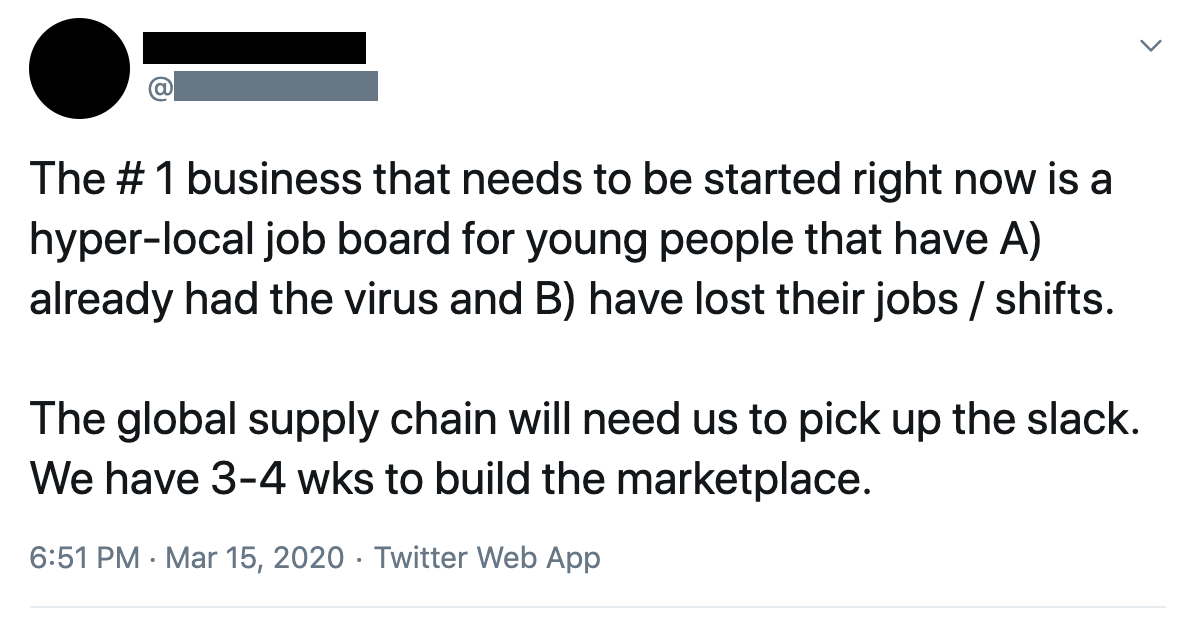 @
The # 1 business that needs to be started right now is a
hyper-local job board for young people that have A)
already had the virus and B) have lost their jobs / shifts.
The global supply chain will need us to pick up the slack.
We have 3-4 wks to build the marketplace.
6:51 PM · Mar 15, 2020 · Twitter Web App